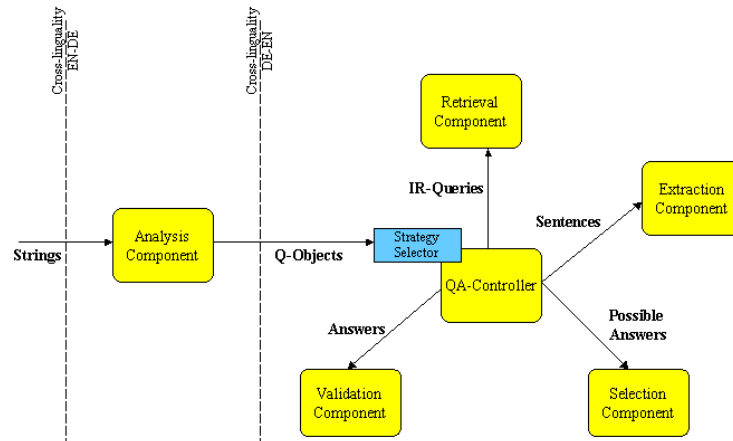 Cross-linguality
EN-DE
Cross-linguality
DE-EN
Retrieval
Component
IR-Queries
Extraction
Component
Sentences
Strings
Analysis
Component
Q-Objects
Strategy
Selector
QA-Controller
Answers
Possible
Answers
Validation
Component
Selection
Component